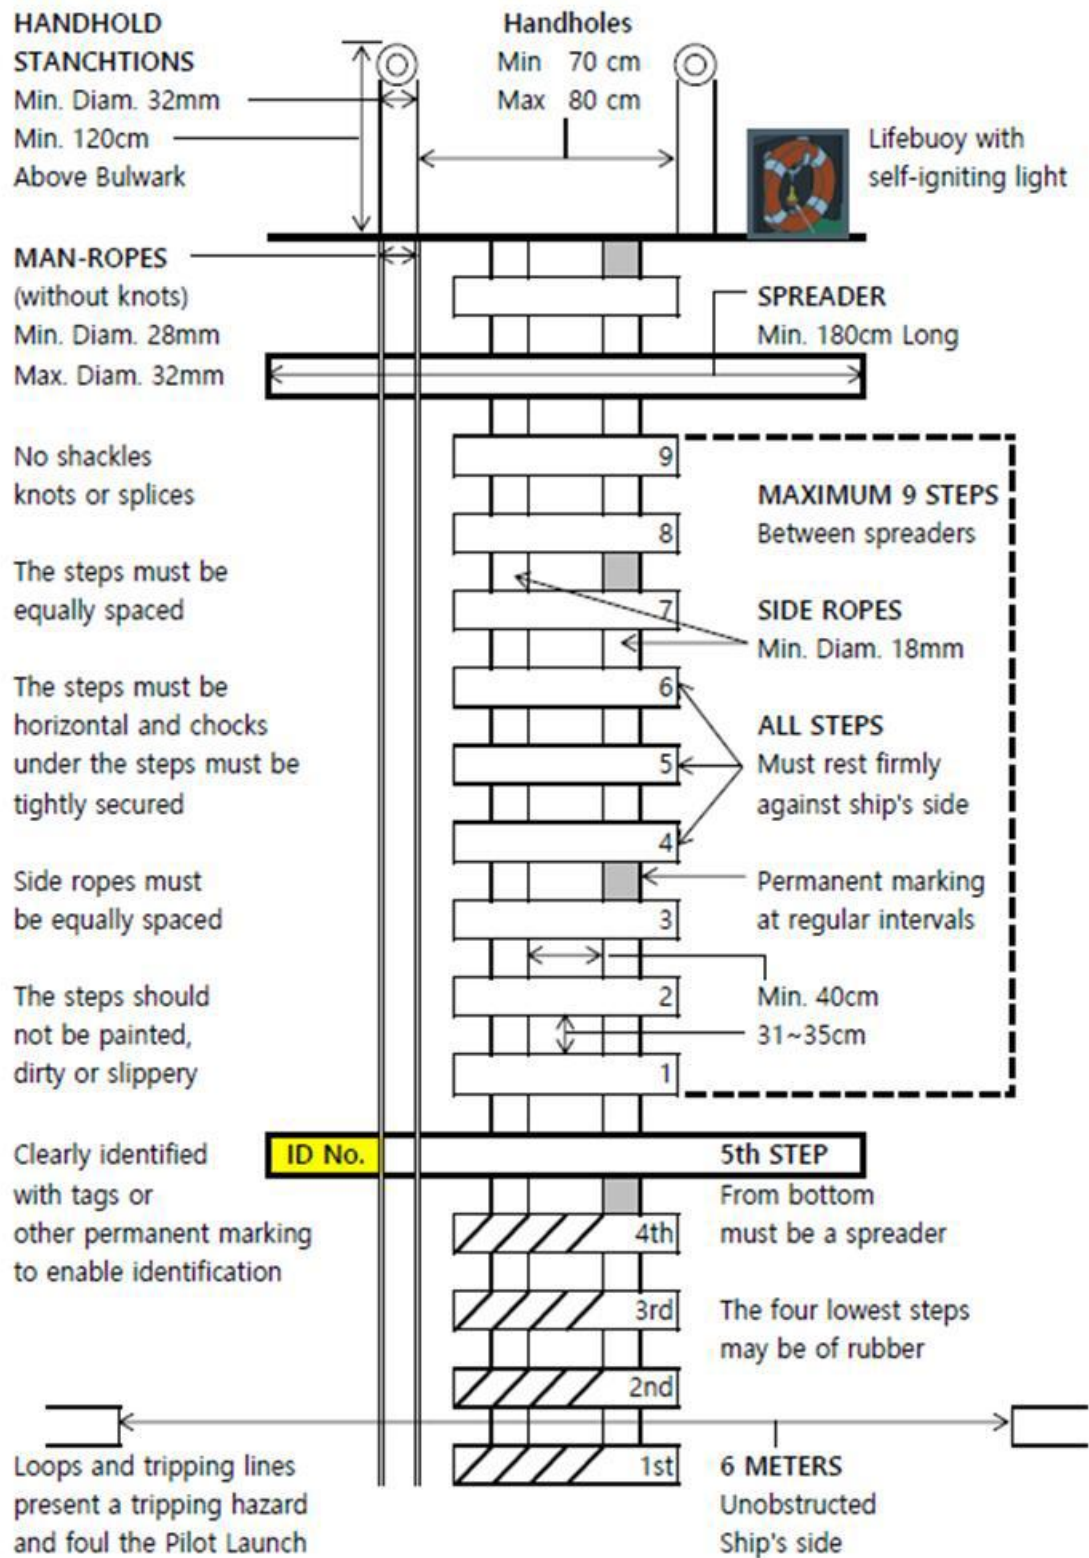 HANDHOLD
STANCHTIONS
Min. Diam. 32mm
Min. 120cm
Above Bulwark
Handholes
Min 70 cm
Max 80 cm
Lifebuoy with
self-igniting light
MAN-ROPES
(without knots)
Min. Diam. 28mm
Max. Diam. 32mm
SPREADER
Min. 180cm Long
No shackles
knots or splices
9
8
MAXIMUM 9 STEPS
Between spreaders
The steps must be
equally spaced
7
SIDE ROPES
Min. Diam. 18mm
The steps must be
horizontal and chocks
under the steps must be
tightly secured
6
5
4
ALL STEPS
Must rest firmly
against ship's side
Side ropes must
be equally spaced
3
Permanent marking
at regular intervals
The steps should
not be painted,
dirty or slippery
2
1
Min. 40cm
31~35cm
Clearly identified
with tags or
other permanent marking
to enable identification
ID No.
5th STEP
From bottom
must be a spreader
4th
3rd
The four lowest steps
may be of rubber
2nd
1st
Loops and tripping lines
present a tripping hazard
and foul the Pilot Launch
6 METERS
Unobstructed
Ship's side